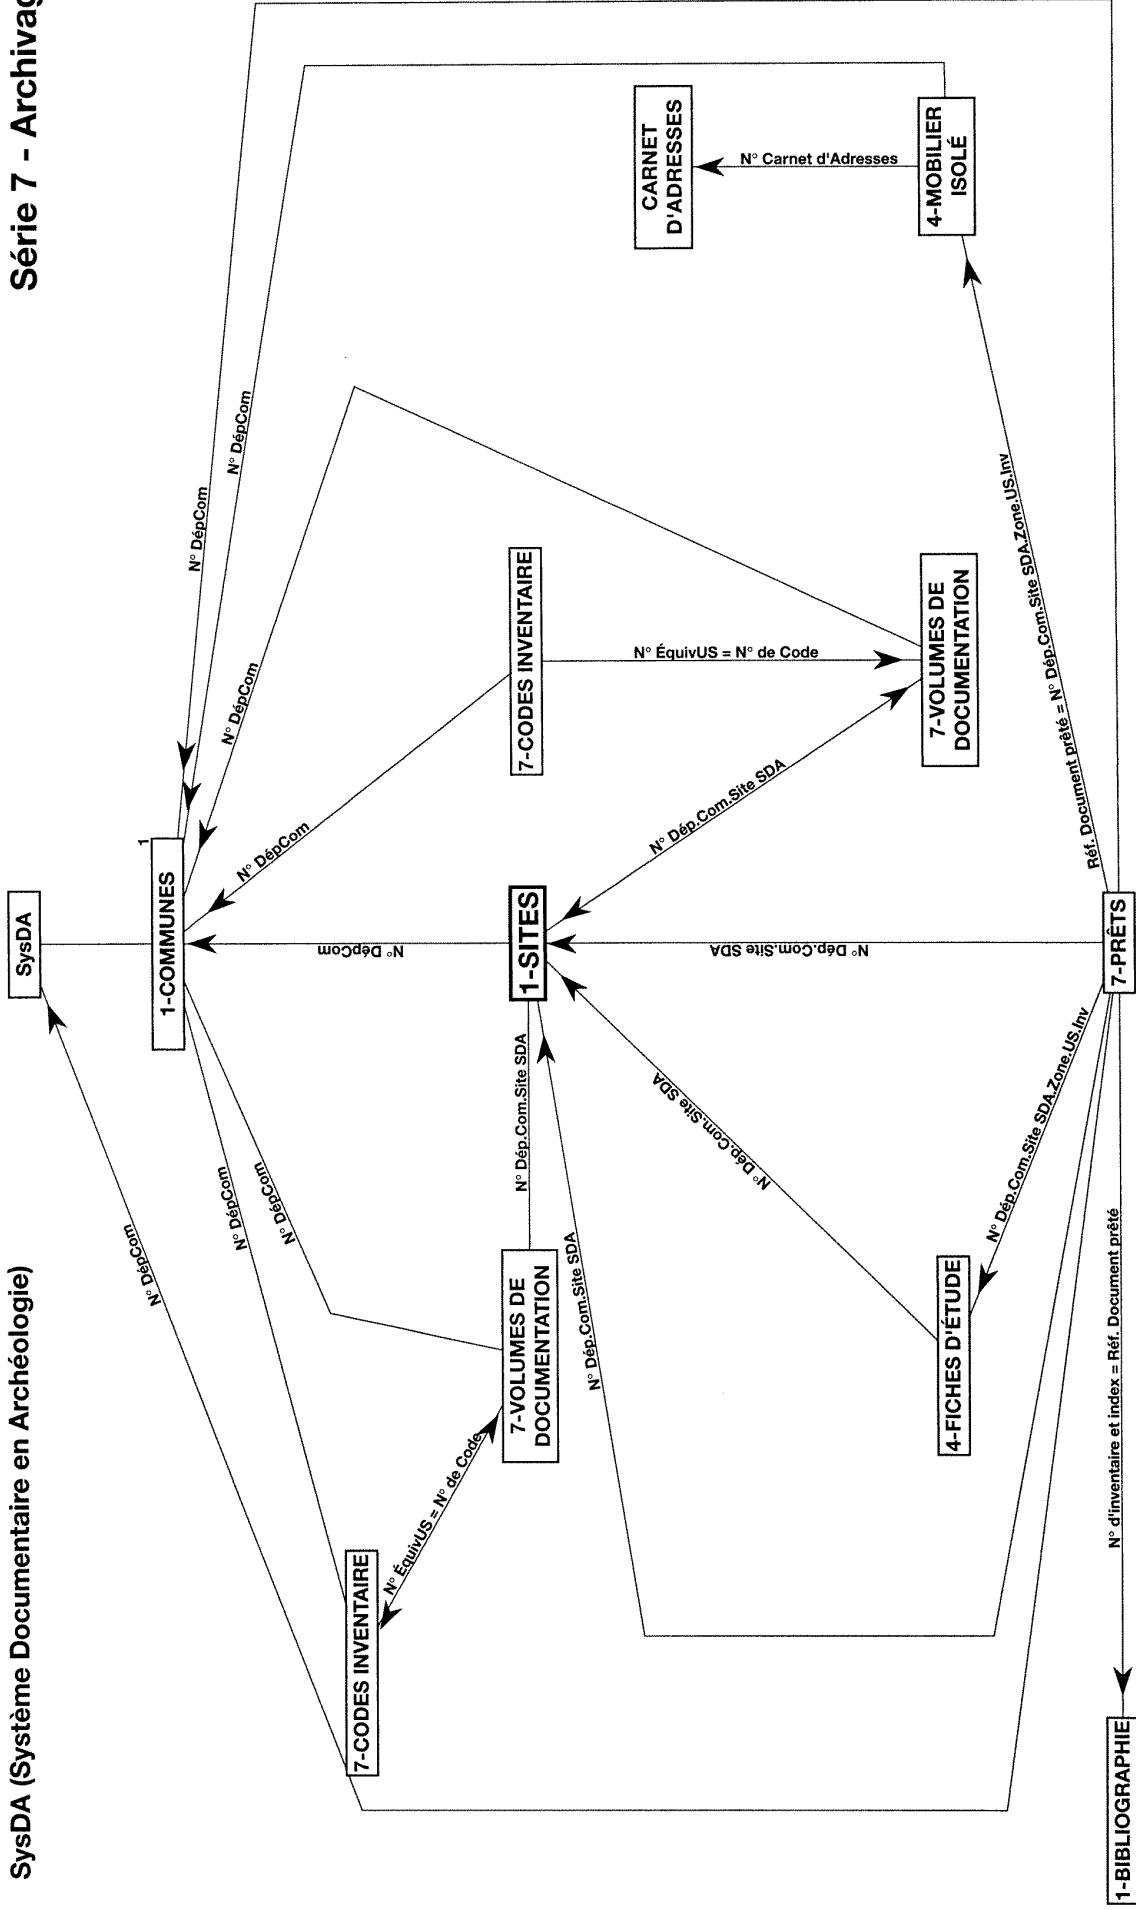 SysDA (Système Documentaire en Archéologie)
Série 7 - Archivag
SysDA
N° DépCom
1-COMMUNES
1
N° DépCom
N° DépCom
N° DépCom
N° DépCom
N° DépCom
N° DépCom
N° DépCom
7-CODES INVENTAIRE
N° ÉquivUS = N° de Code
7-VOLUMES DE
DOCUMENTATION
N° Dép.Com.Site SDA
1-SITES
7-CODES INVENTAIRE
CARNET
D'ADRESSES
N° Dép.Com.Site SDA
N° Dép.Com.Site SDA
N° Dép.Com.Site SDA
N° Dép.Com.Site SDA
N° ÉquivUS = N° de Code
N° Carnet d'Adresses
4-FICHES D'ÉTUDE
7-VOLUMES DE
DOCUMENTATION
4-MOBILIER
ISOLÉ
N° Dép.Com.Site SDA.Zone.US.Inv
Réf. Document prêté = N° Dép.Com.Site SDA.Zone.US.Inv
1-BIBLIOGRAPHIE
N° d'inventaire et index = Réf. Document prêté
7-PRÊTS